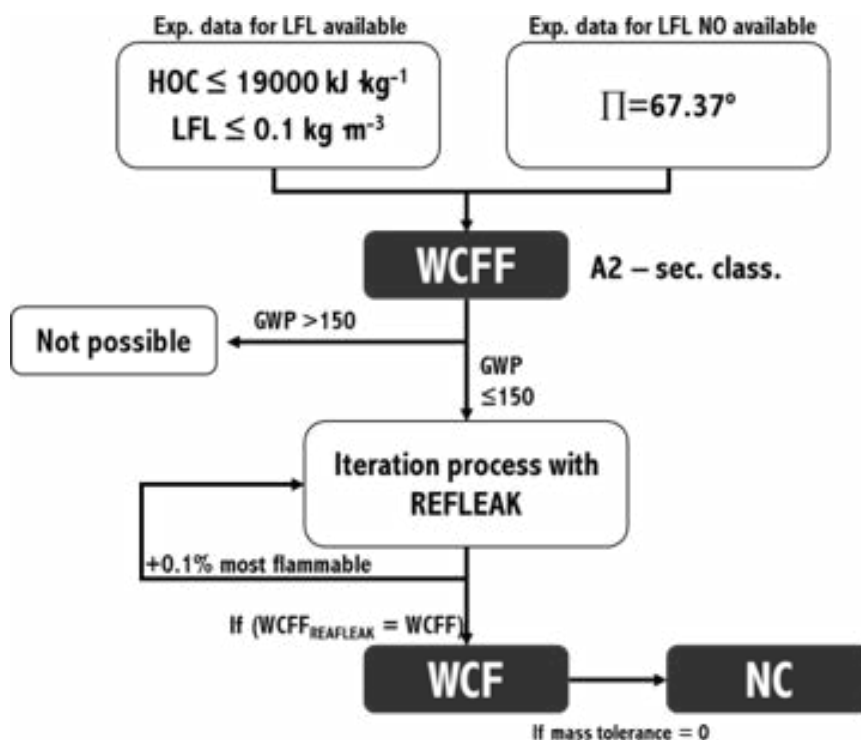 Exp. data for LFL available
Exp. data for LFL NO available
HOC ≤ 19000 kJ kg⁻¹
LFL ≤ 0.1 kg m⁻³
∏=67.37º
WCFF
A2 – sec. class.
GWP >150
Not possible
GWP
≤150
Iteration process with
REFLEAK
+0.1% most flammable
If (WCFF_REAFLEAK = WCFF)
WCF
NC
If mass tolerance = 0